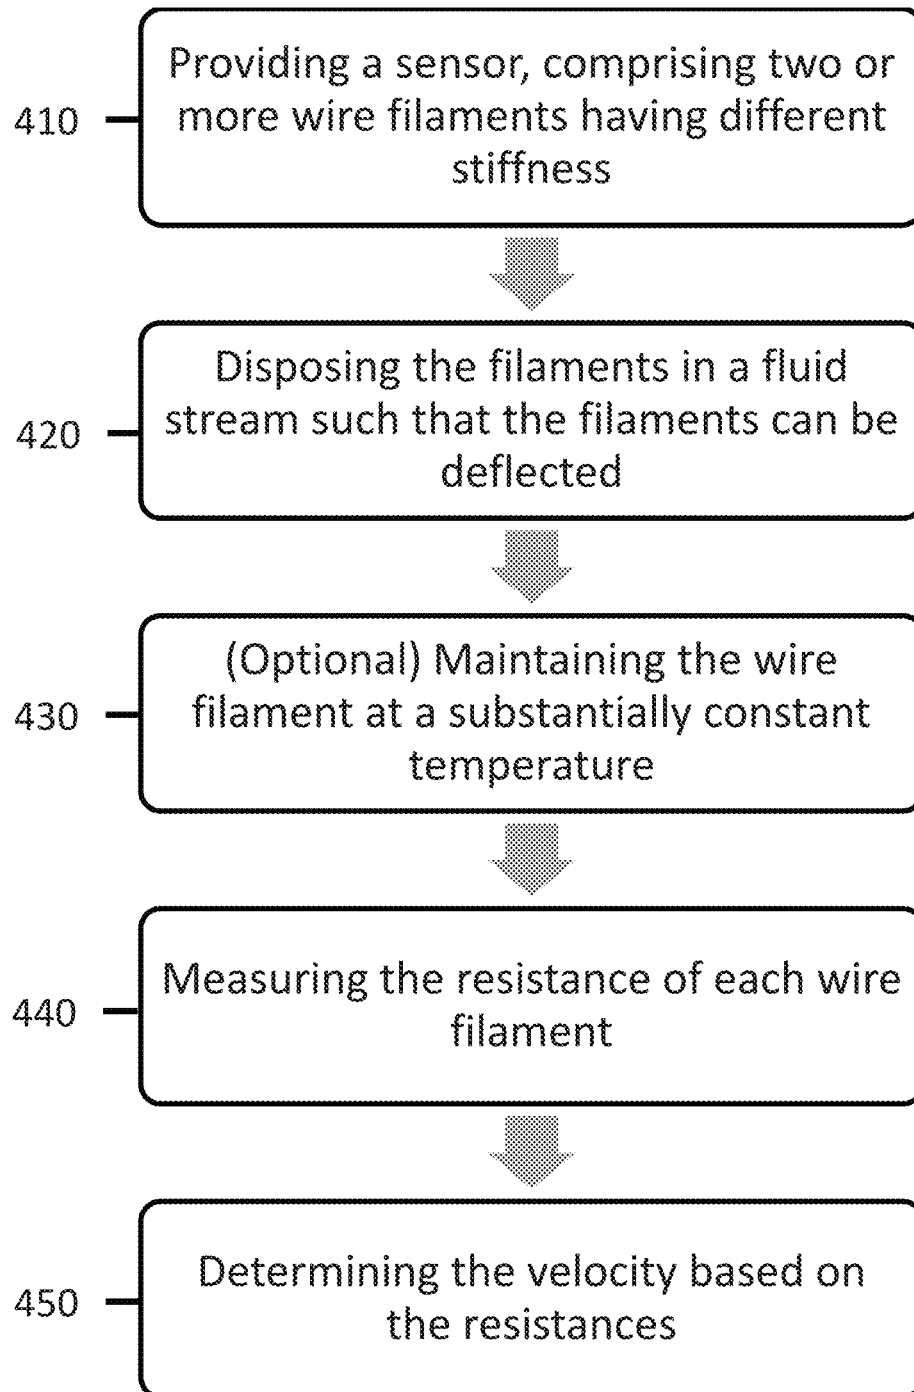 Providing a sensor, comprising two or
410 more wire filaments having different
stiffness
Disposing the filaments in a fluid
420 stream such that the filaments can be
deflected
(Optional) Maintaining the wire
430 filament at a substantially constant
temperature
Measuring the resistance of each wire
440 filament
Determining the velocity based on
450 the resistances